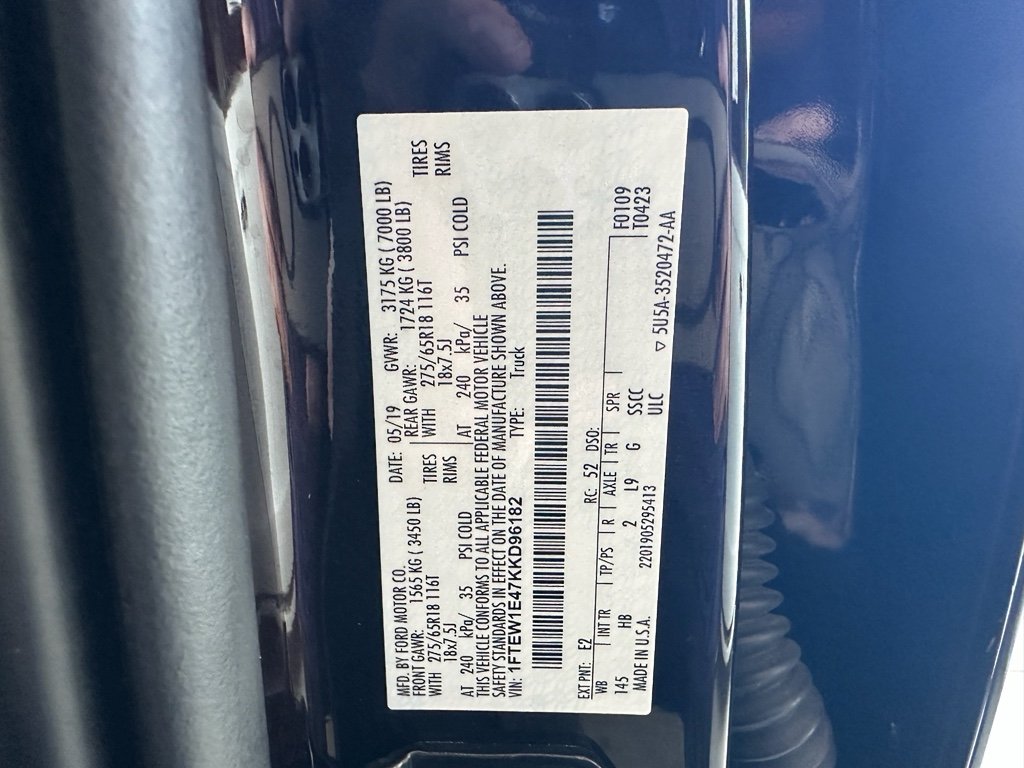 MFD. BY FORD MOTOR CO. DATE: 05/19 GVWR: 3175 KG ( 7000 LB)
FRONT GAWR: 1565 KG ( 3450 LB) REAR GAWR: 1724 KG ( 3800 LB)
WITH 275/65R18 116T TIRES WITH 275/65R18 116T TIRES
18x7.5J RIMS 18x7.5J RIMS
AT 240 kPa/ 35 PSI COLD AT 240 kPa/ 35 PSI COLD
THIS VEHICLE CONFORMS TO ALL APPLICABLE FEDERAL MOTOR VEHICLE
SAFETY STANDARDS IN EFFECT ON THE DATE OF MANUFACTURE SHOWN ABOVE.
VIN: 1FTEW1E47KKD96182 TYPE: Truck
EXT PNT: E2 RC: 52 DSO: F0109
WB INT TR TP/PS R AXLE TR SPR T0423
145 HB 2 L9 G SSCC
MADE IN U.S.A. 2201905295413 ULC ▽ 5U5A-3520472-AA